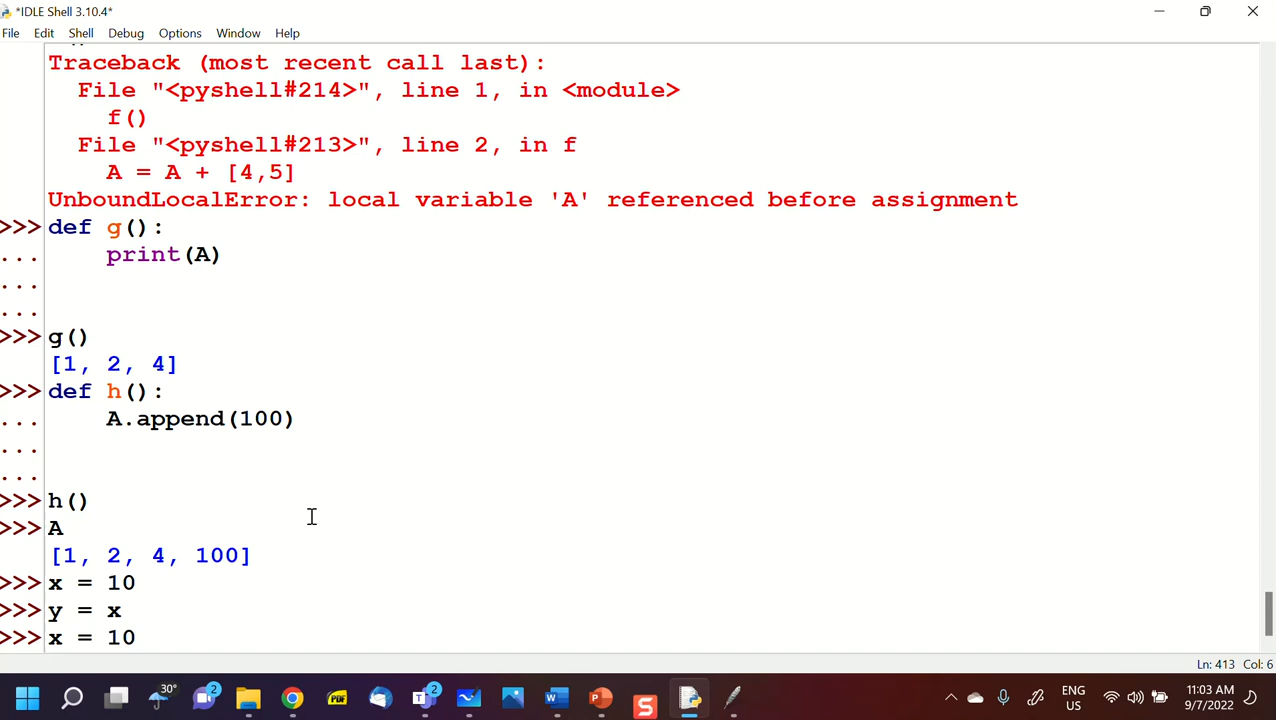 *IDLE Shell 3.10.4*
File Edit Shell Debug Options Window Help
Traceback (most recent call last):
  File "<pyshell#214>", line 1, in <module>
    f()
  File "<pyshell#213>", line 2, in f
    A = A + [4,5]
UnboundLocalError: local variable 'A' referenced before assignment
>>> def g():
...     print(A)
...
...
>>> g()
[1, 2, 4]
>>> def h():
...     A.append(100)
...
...
>>> h()
>>> A
[1, 2, 4, 100]
>>> x = 10
>>> y = x
>>> x = 10
Ln: 413 Col: 6
30° 2 PDF 2 W P S ENG 11:03 AM
US 9/7/2022